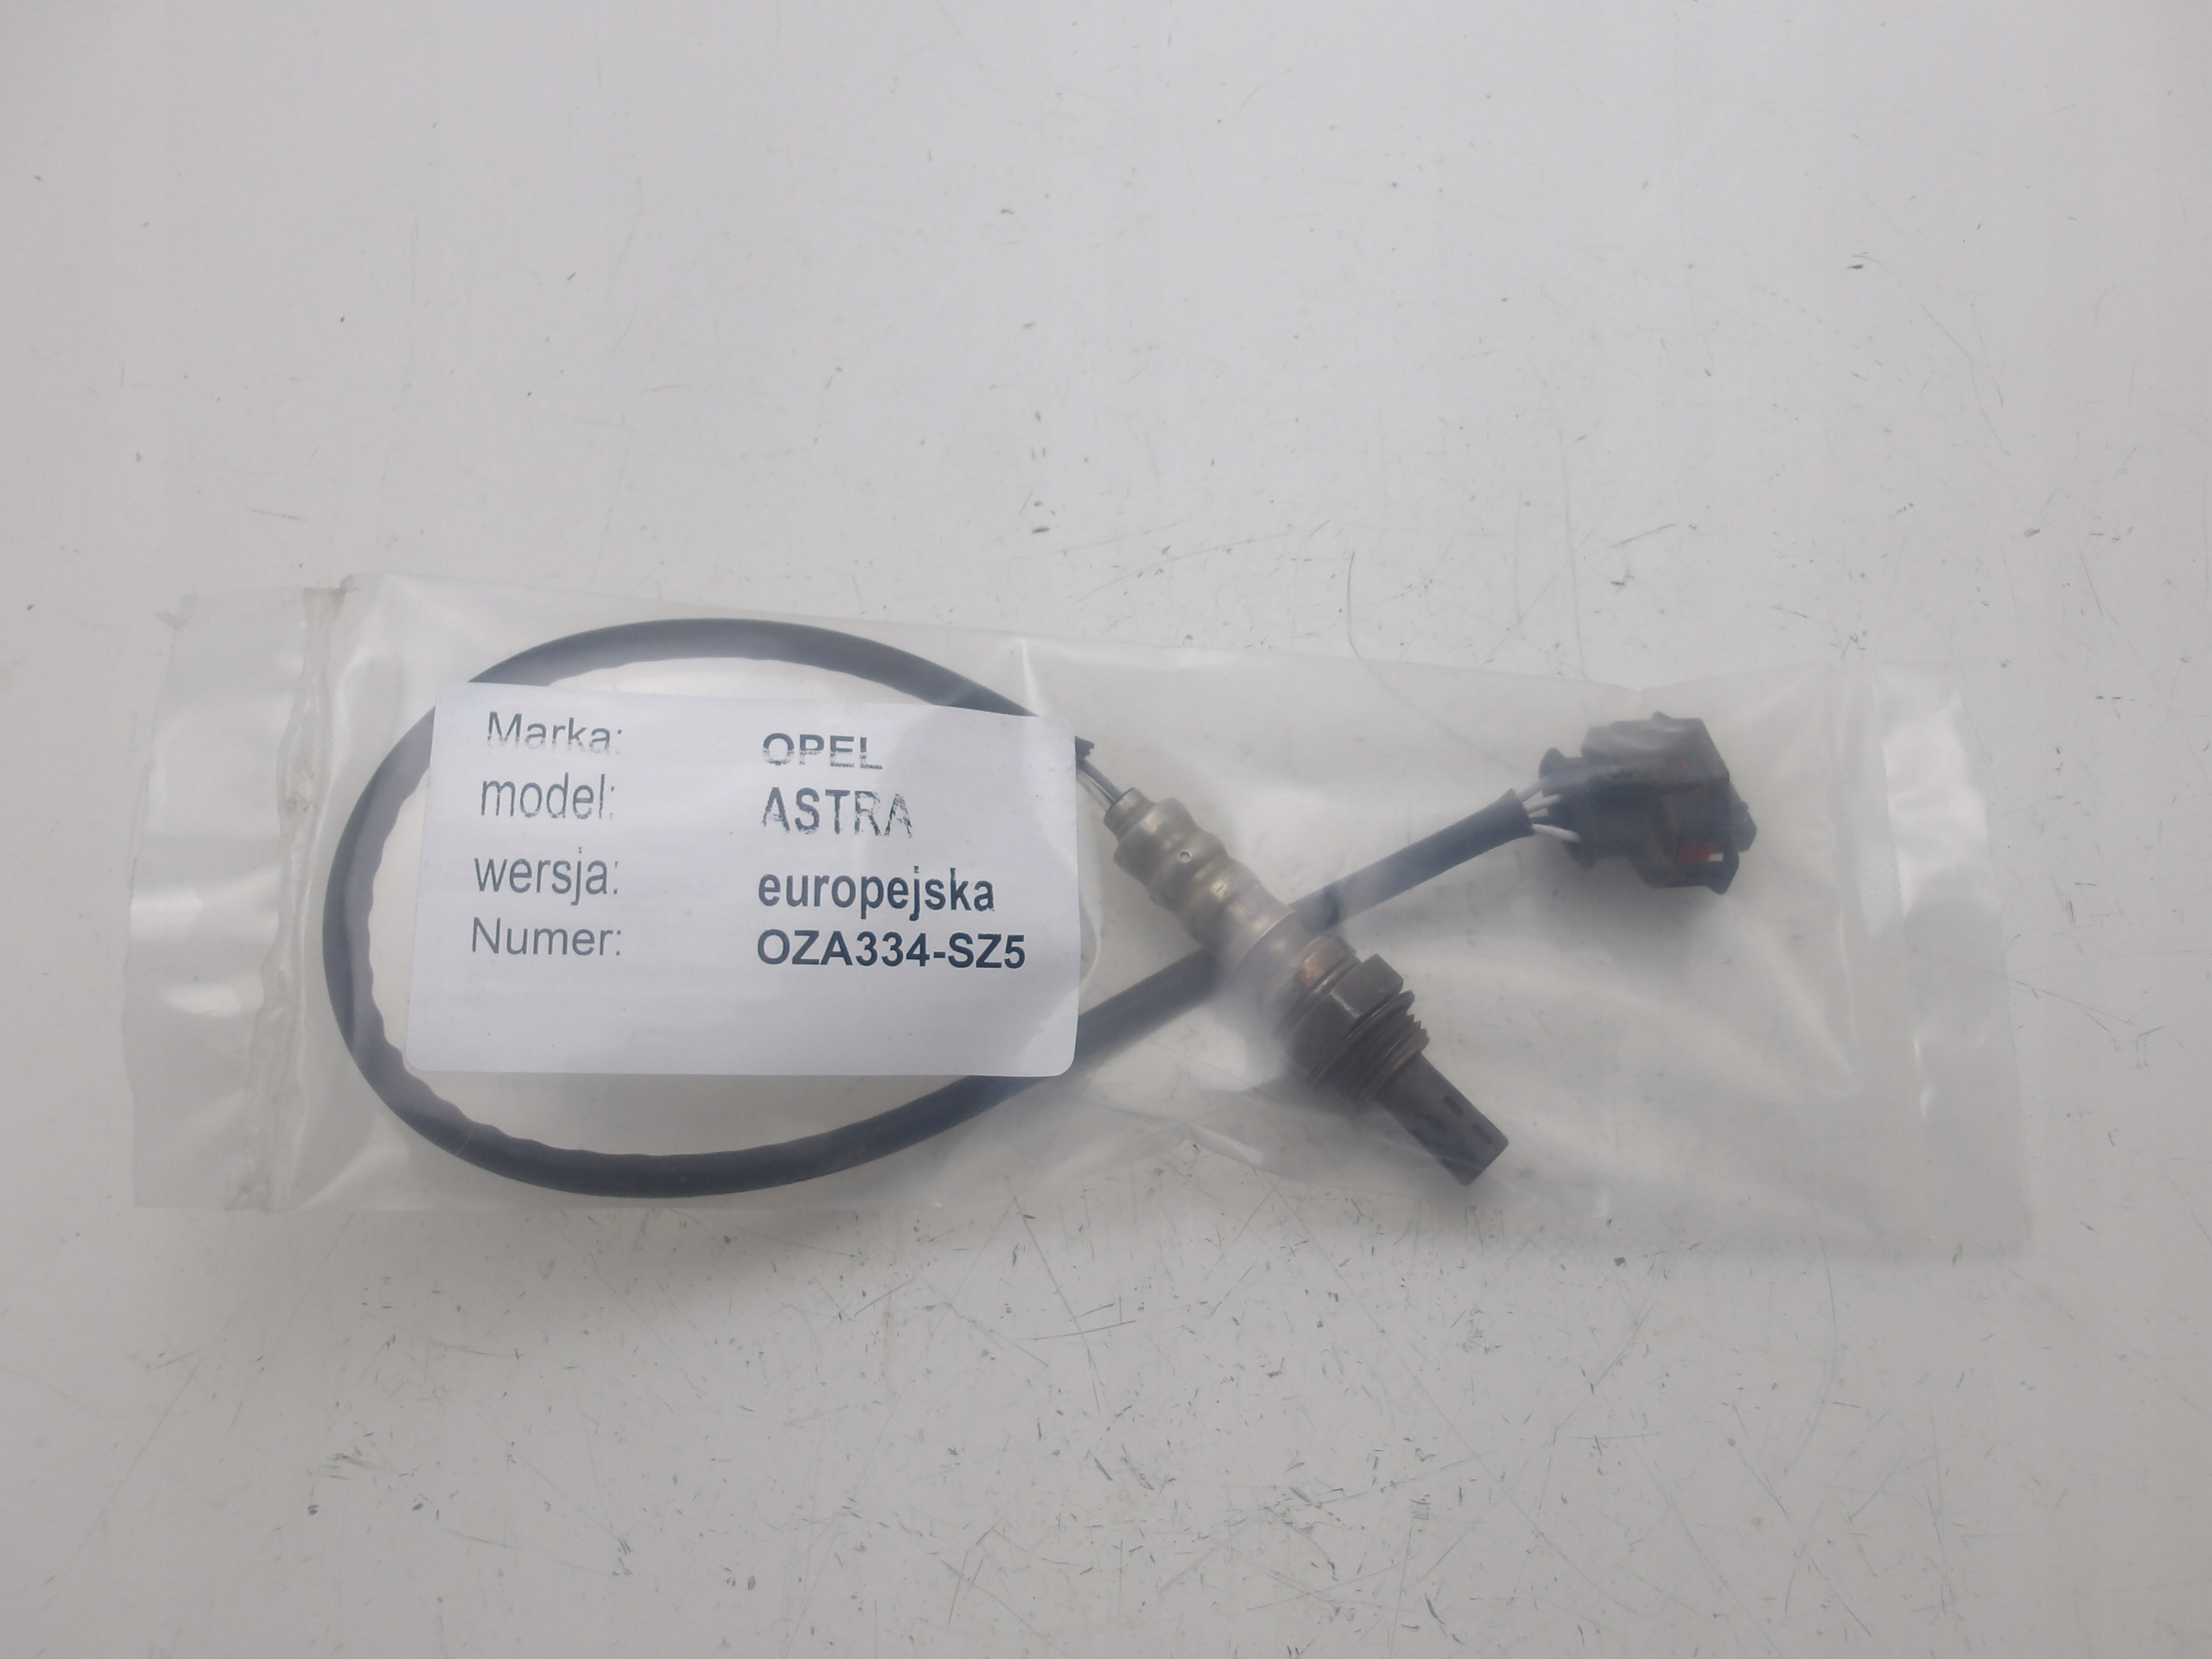 Marka: OPEL
model: ASTRA
wersja: europejska
Numer: OZA334-SZ5